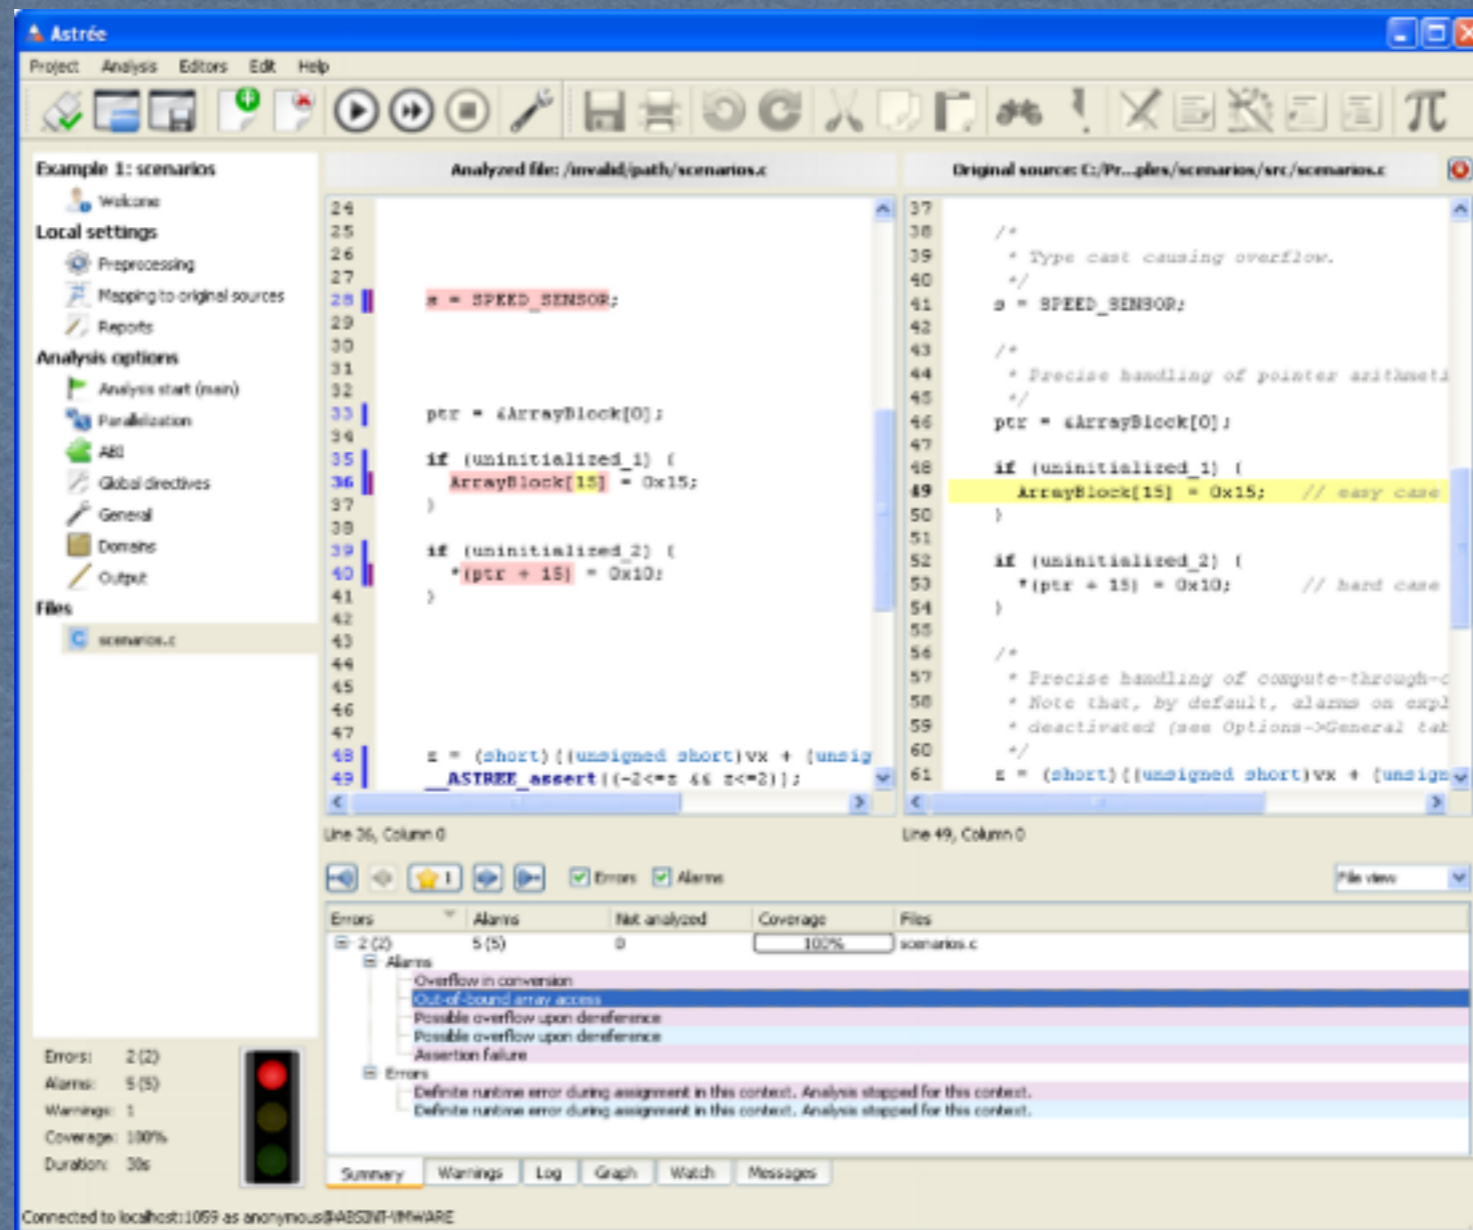 Astrée
Project Analysis Editors Edit Help
Example 1: scenarios
Welcome
Local settings
Preprocessing
Mapping to original sources
Reports
Analysis options
Analysis start (main)
Parallelization
ABI
Global directives
General
Domains
Output
Files
scenarios.c
Analyzed file: /invalid/path/scenarios.c
24
25
26
27
28 s = SPEED_SENSOR;
29
30
31
32
33 ptr = &ArrayBlock[0];
34
35 if (uninitialized_1) {
36 ArrayBlock[15] = 0x15;
37 }
38
39 if (uninitialized_2) {
40 *(ptr + 15) = 0x10;
41 }
42
43
44
45
46
47
48 z = (short)((unsigned short)vx + (unsig
49 __ASTREE_assert((-2<=z && z<=2));
Line 36, Column 0
Original source: C:/Pr...ples/scenarios/src/scenarios.c
37
38 /*
39 * Type cast causing overflow.
40 */
41 s = SPEED_SENSOR;
42
43 /*
44 * Precise handling of pointer arithmeti
45 */
46 ptr = &ArrayBlock[0];
47
48 if (uninitialized_1) {
49 ArrayBlock[15] = 0x15; // easy case
50 }
51
52 if (uninitialized_2) {
53 *(ptr + 15) = 0x10; // hard case
54 }
55
56 /*
57 * Precise handling of compute-through-o
58 * Note that, by default, alarms on expl
59 * deactivated (see Options->General tab
60 */
61 z = (short)((unsigned short)vx + (unsign
Line 49, Column 0
1 Errors Alarms File view
Errors Alarms Not analyzed Coverage Files
2 (2) 5 (5) 0 100% scenarios.c
Alarms
Overflow in conversion
Out-of-bound array access
Possible overflow upon dereference
Possible overflow upon dereference
Assertion failure
Errors
Definite runtime error during assignment in this context. Analysis stopped for this context.
Definite runtime error during assignment in this context. Analysis stopped for this context.
Errors: 2 (2)
Alarms: 5 (5)
Warnings: 1
Coverage: 100%
Duration: 30s
Summary Warnings Log Graph Watch Messages
Connected to localhost:1059 as anonymous@ABSINT-VMWARE